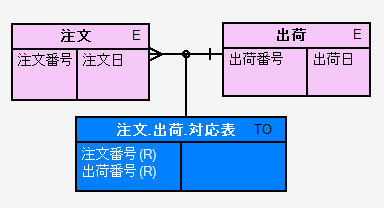 注文 E
注文番号 注文日
出荷 E
出荷番号 出荷日
注文.出荷.対応表 TO
注文番号(R)
出荷番号(R)